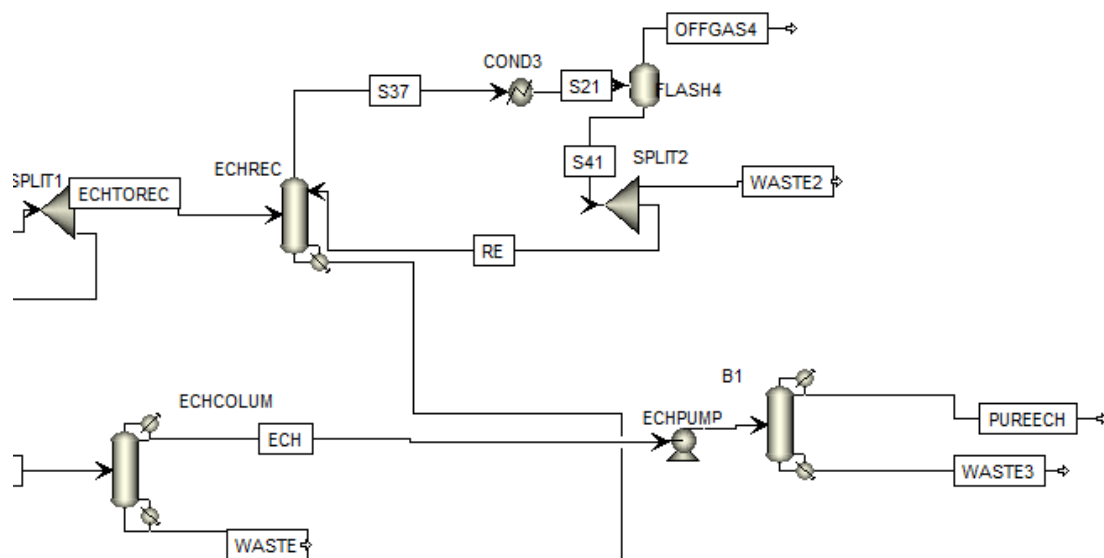 OFFGAS4
COND3
S37
S21
FLASH4
ECHREC
S41
SPLIT2
SPLIT1
ECHTOREC
WASTE2
RE
B1
ECHCOLUM
ECHPUMP
ECH
PUREECH
WASTE3
WASTE